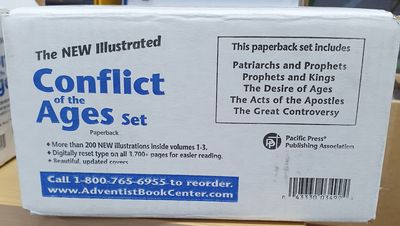 The NEW Illustrated
Conflict
of the
Ages Set
Paperback
• More than 200 NEW illustrations inside volumes 1-3.
• Digitally reset type on all 3,700+ pages for easier reading.
• Beautiful, updated covers
Call 1-800-765-6955 to reorder.
www.AdventistBookCenter.com
This paperback set includes
Patriarchs and Prophets
Prophets and Kings
The Desire of Ages
The Acts of the Apostles
The Great Controversy
Pacific Press®
Publishing Association